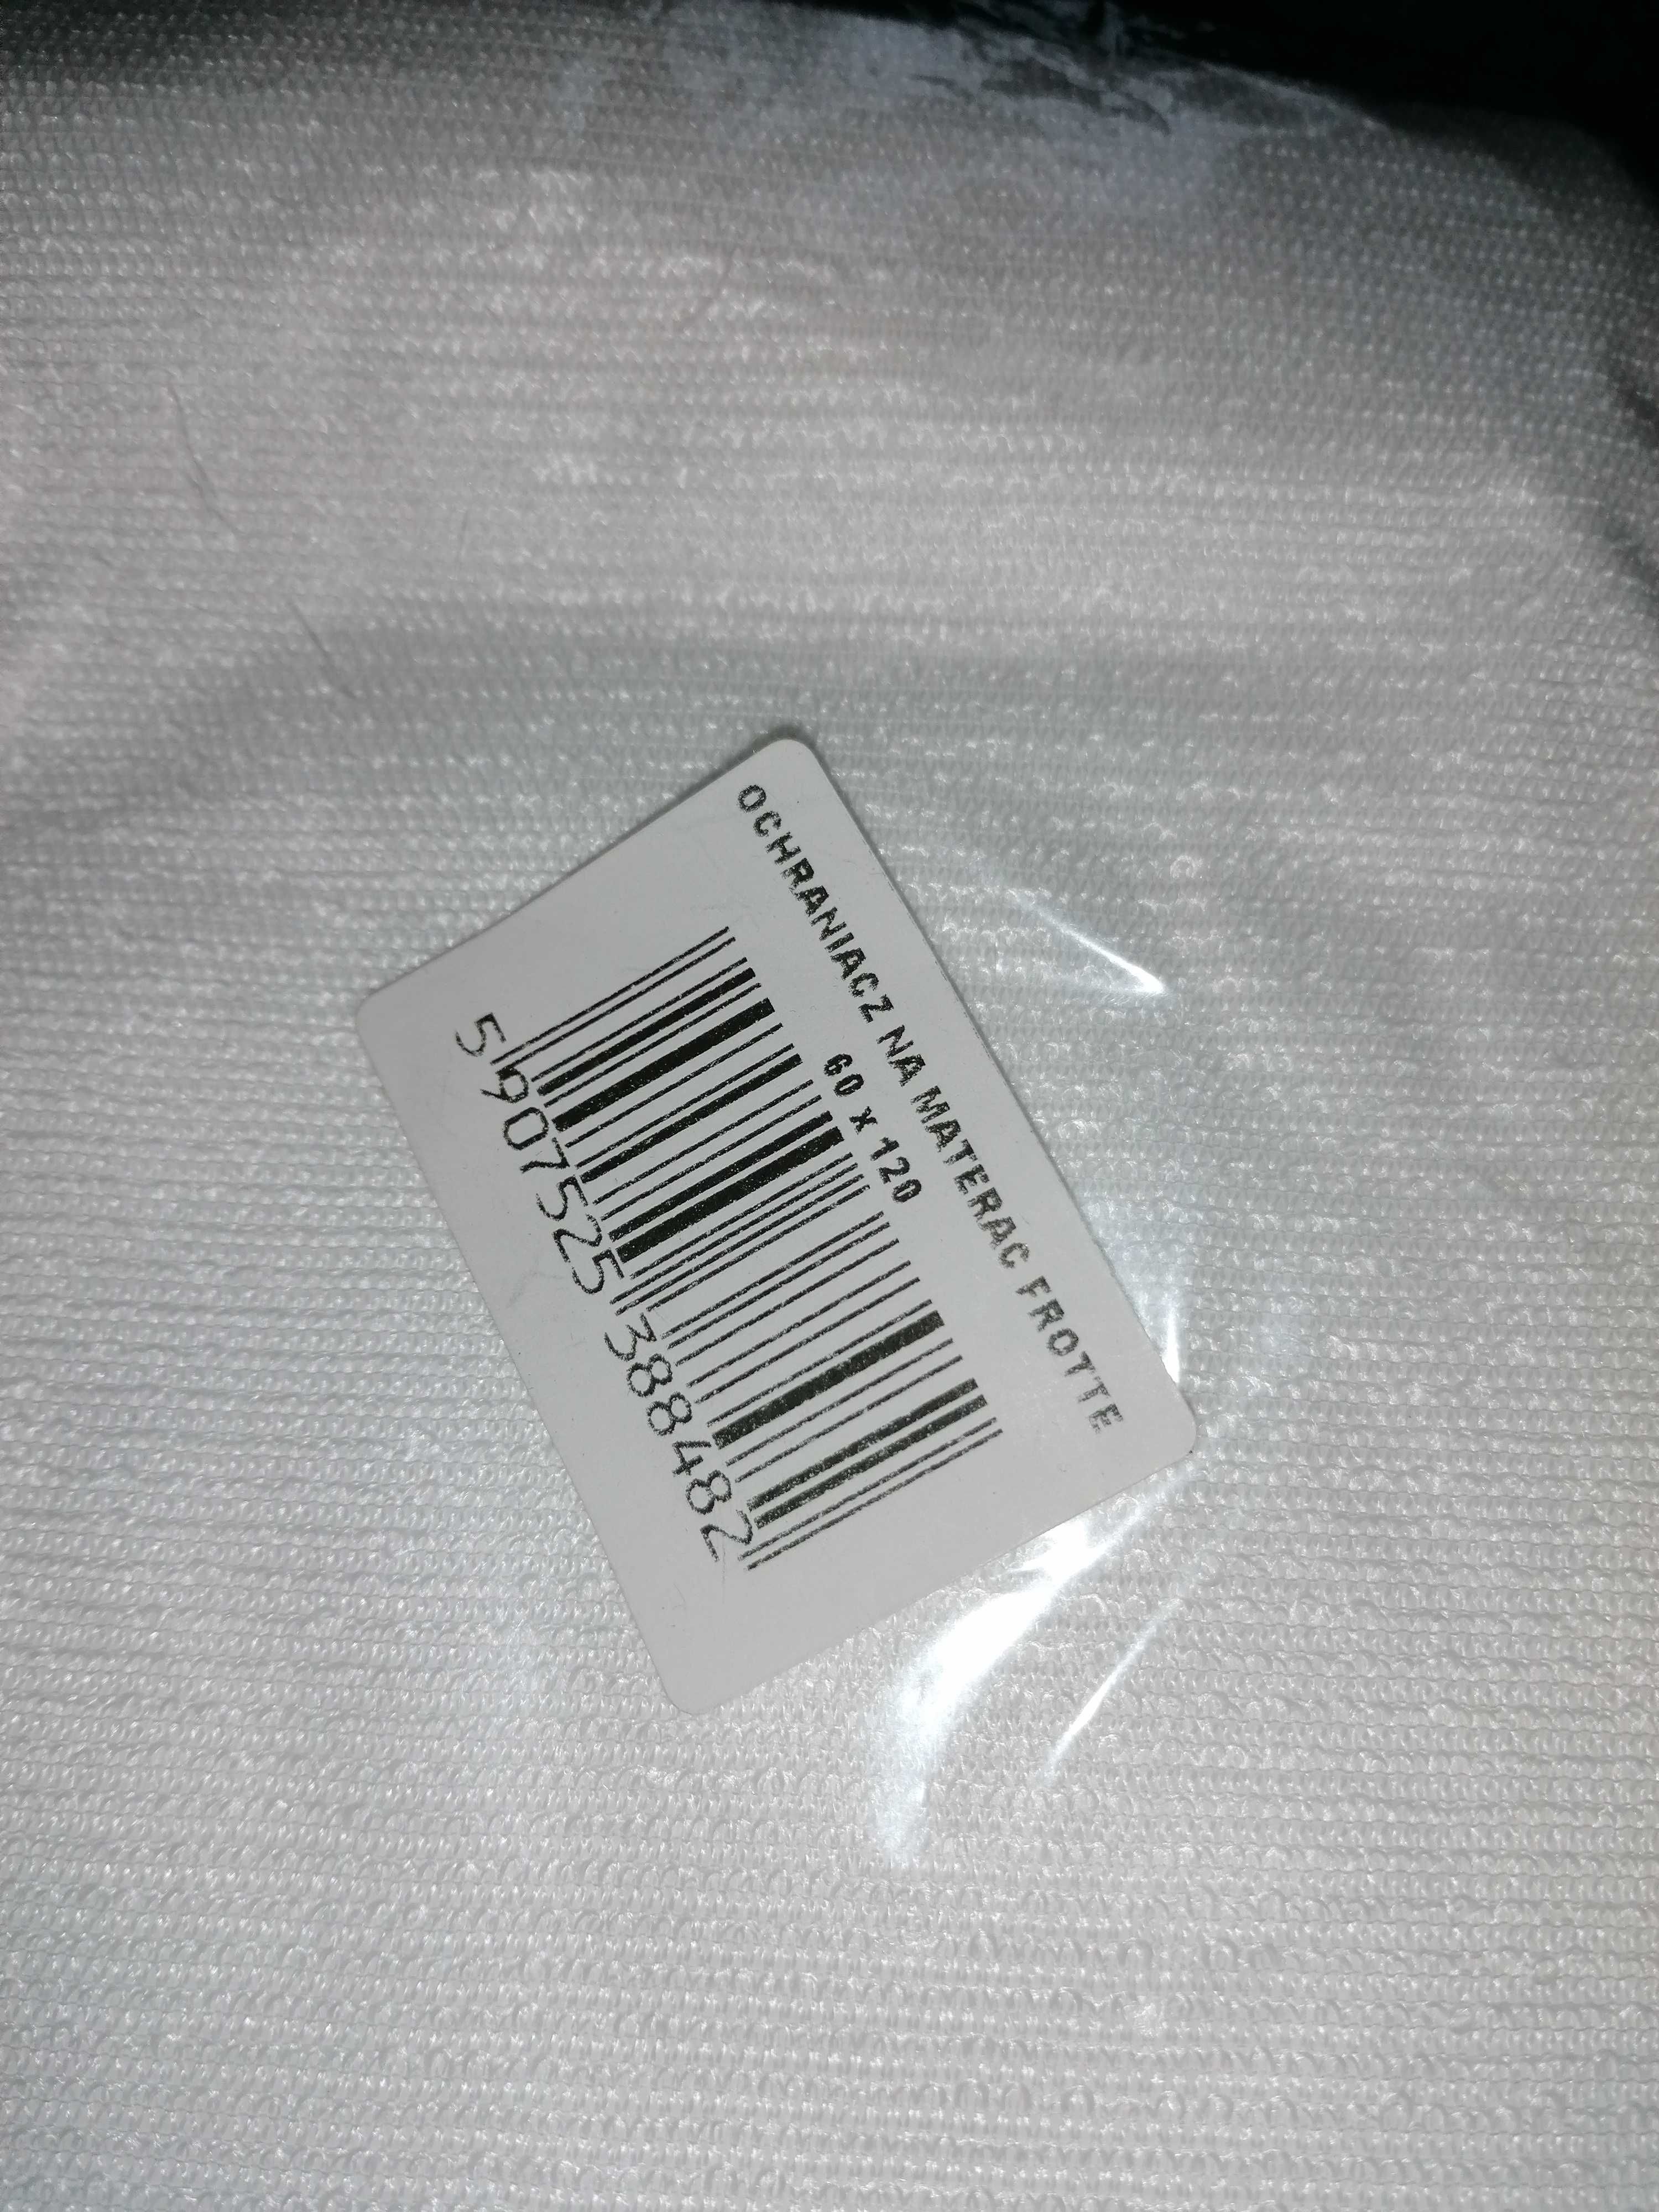 OCHRANIACZ NA MATERAC FROTTE
60 x 120
5 907525 388482